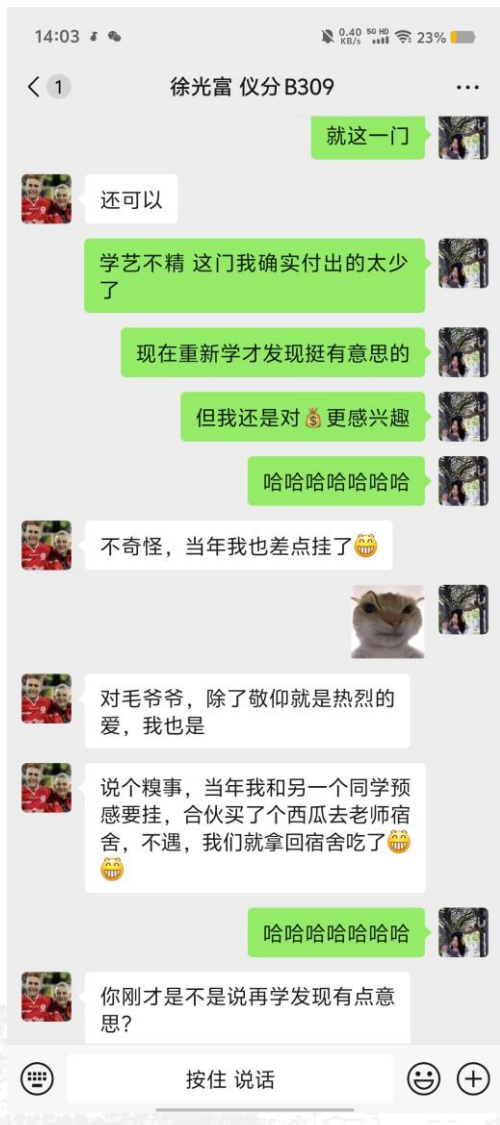 14:03
0.40 KB/s 5G HD 23%
1 徐光富 仪分B309
就这一门
还可以
学艺不精 这门我确实付出的太少
了
现在重新学才发现挺有意思的
但我还是对💰更感兴趣
哈哈哈哈哈哈哈
不奇怪，当年我也差点挂了😁
对毛爷爷，除了敬仰就是热烈的
爱，我也是
说个糗事，当年我和另一个同学预
感要挂，合伙买了个西瓜去老师宿
舍，不遇，我们就拿回宿舍吃了😁
😁
哈哈哈哈哈哈哈
你刚才是不是说再学发现有点意
思？
按住 说话